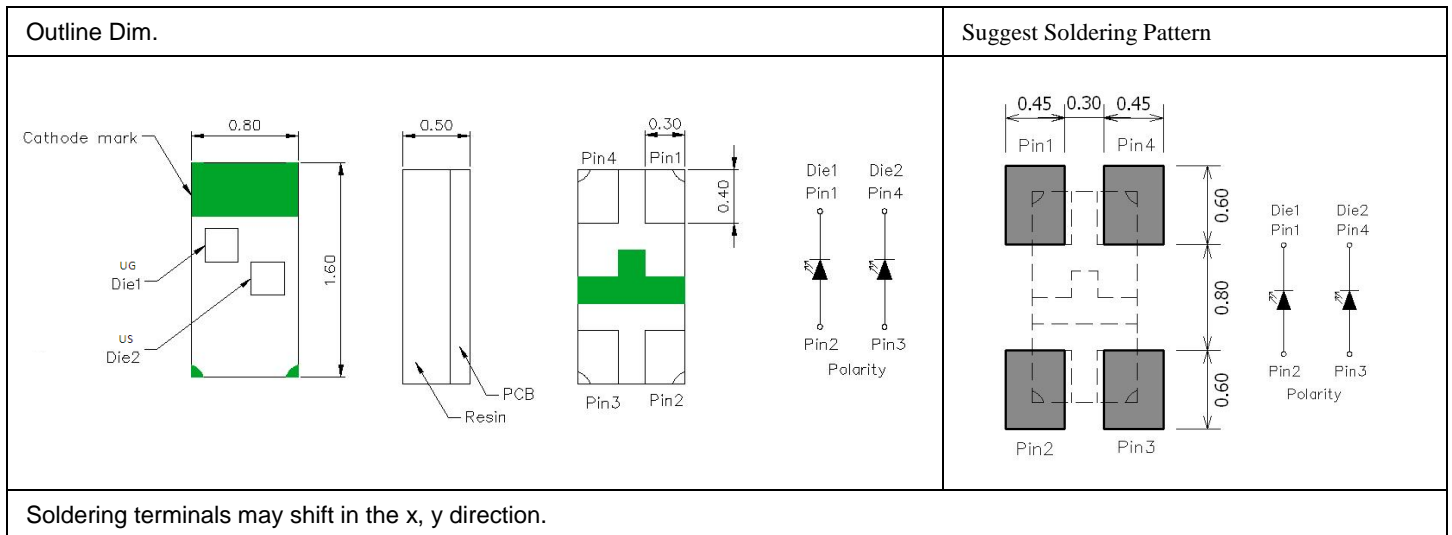 Outline Dim.
Suggest Soldering Pattern
Cathode mark
0.80
1.60
UG
Die1
US
Die2
0.50
PCB
Resin
0.30
Pin4 Pin1
0.40
Pin3 Pin2
Die1 Die2
Pin1 Pin4
Pin2 Pin3
Polarity
0.45 0.30 0.45
Pin1 Pin4
0.60
0.80
0.60
Pin2 Pin3
Die1 Die2
Pin1 Pin4
Pin2 Pin3
Polarity
Soldering terminals may shift in the x, y direction.